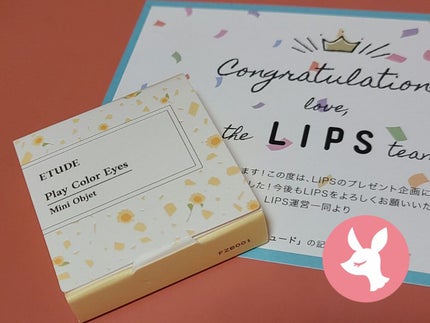 ETUDE
Play Color Eyes
Mini Objet
FZB001
Congratulation
love,
the LIPS team
ます！この度は、LIPSのプレゼント企画に
した！今後もLIPSをよろしくお願いいた
LIPS運営一同より
ュード」の記